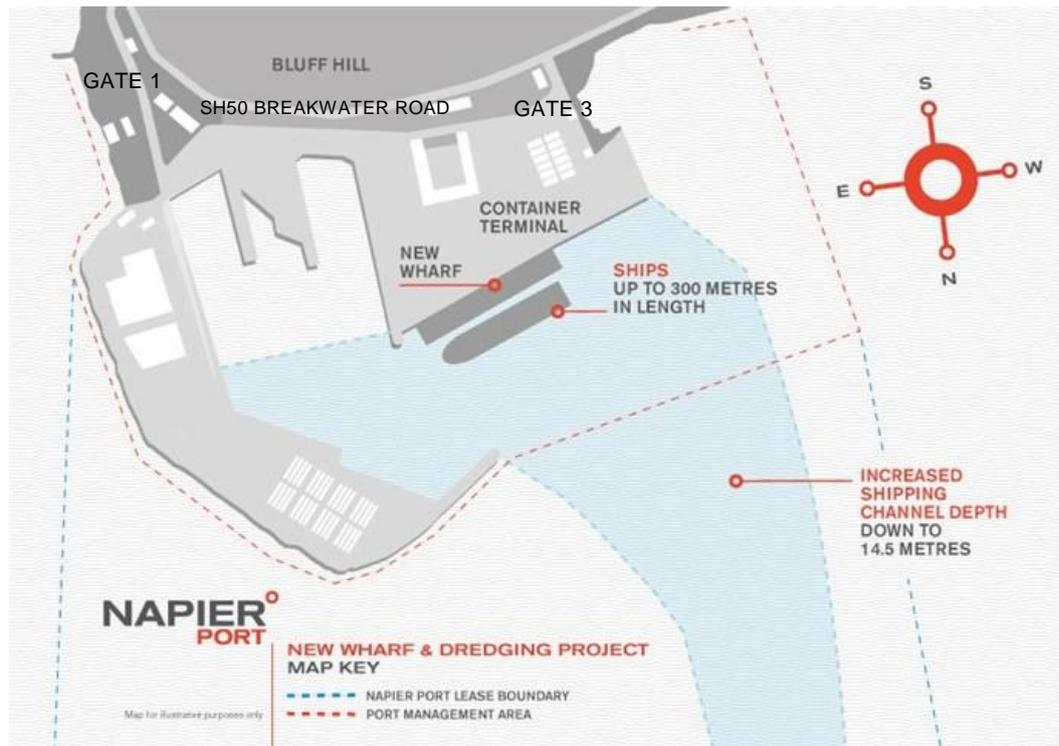 BLUFF HILL
GATE 1
SH50 BREAKWATER ROAD
GATE 3
S
W
E
N
CONTAINER
TERMINAL
NEW
WHARF
SHIPS
UP TO 300 METRES
IN LENGTH
INCREASED
SHIPPING
CHANNEL DEPTH
DOWN TO
14.5 METRES
NAPIER
PORT
NEW WHARF & DREDGING PROJECT
MAP KEY
NAPIER PORT LEASE BOUNDARY
PORT MANAGEMENT AREA
Map for illustrative purposes only